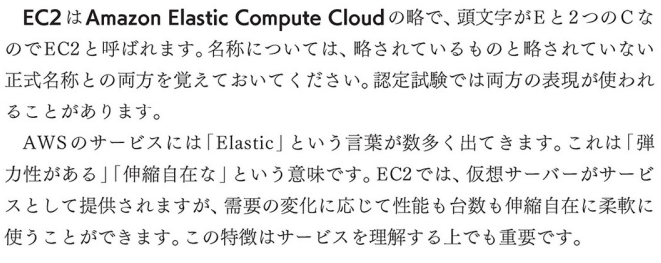 EC2はAmazon Elastic Compute Cloudの略で、頭文字がEと2つのCな
のでEC2と呼ばれます。名称については、略されているものと略されていない
正式名称との両方を覚えておいてください。認定試験では両方の表現が使われ
ることがあります。
AWSのサービスには「Elastic」という言葉が数多く出てきます。これは「弾
力性がある」「伸縮自在な」という意味です。EC2では、仮想サーバーがサービ
スとして提供されますが、需要の変化に応じて性能も台数も伸縮自在に柔軟に
使うことができます。この特徴はサービスを理解する上でも重要です。